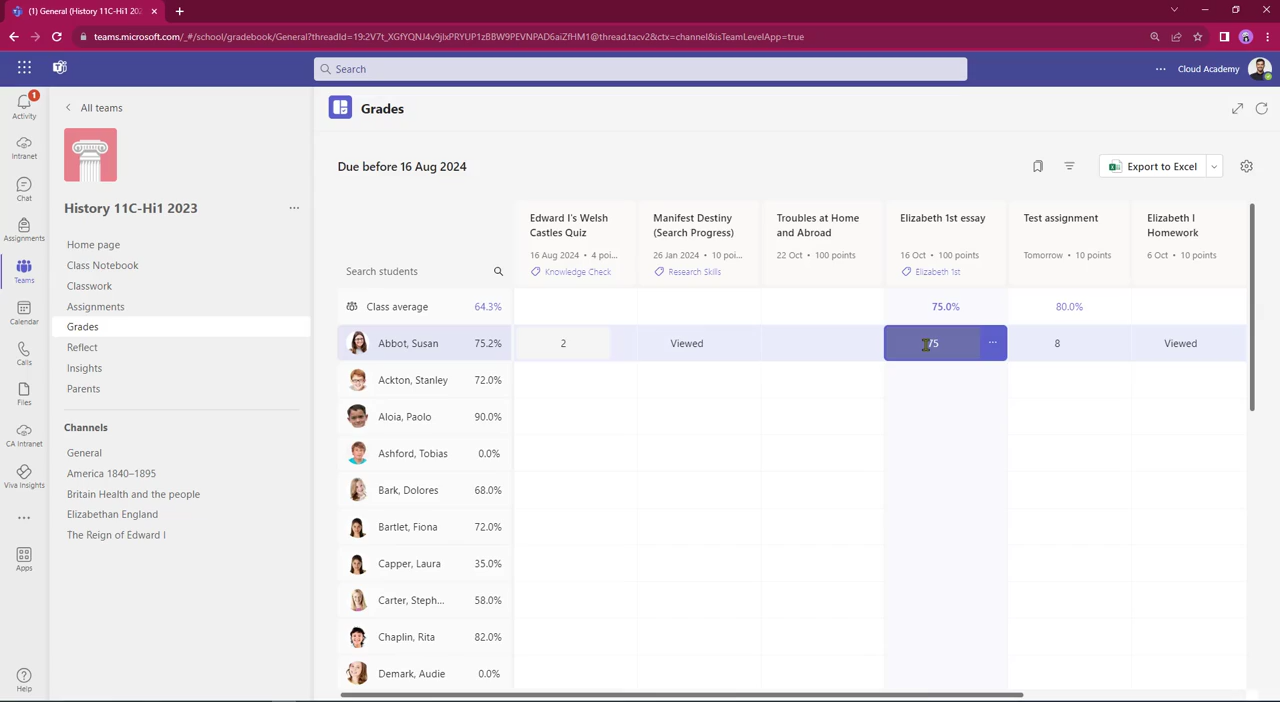 (1) General (History 11C-Hi1 202
teams.microsoft.com/_#/school/gradebook/General?threadId=19:2V7t_XGfYQNJ4v9jlxPRYUP1zBBW9PEVNPAD6aiZfHM1@thread.tacv2&ctx=channel&isTeamLevelApp=true
Search
Cloud Academy
1
Activity
Intranet
Chat
Assignments
Teams
Calendar
Calls
Files
CA Intranet
Viva Insights
Apps
Help
All teams
History 11C-Hi1 2023
Home page
Class Notebook
Classwork
Assignments
Grades
Reflect
Insights
Parents
Channels
General
America 1840–1895
Britain Health and the people
Elizabethan England
The Reign of Edward I
Grades
Due before 16 Aug 2024
Export to Excel
Edward I's Welsh
Castles Quiz
16 Aug 2024 • 4 poi...
Knowledge Check
Manifest Destiny
(Search Progress)
26 Jan 2024 • 10 poi...
Research Skills
Troubles at Home
and Abroad
22 Oct • 100 points
Elizabeth 1st essay
16 Oct • 100 points
Elizabeth 1st
Test assignment
Tomorrow • 10 points
Elizabeth I
Homework
6 Oct • 10 points
Search students
Class average 64.3% 75.0% 80.0%
Abbot, Susan 75.2% 2 Viewed 75 ... 8 Viewed
Ackton, Stanley 72.0%
Aloia, Paolo 90.0%
Ashford, Tobias 0.0%
Bark, Dolores 68.0%
Bartlet, Fiona 72.0%
Capper, Laura 35.0%
Carter, Steph... 58.0%
Chaplin, Rita 82.0%
Demark, Audie 0.0%